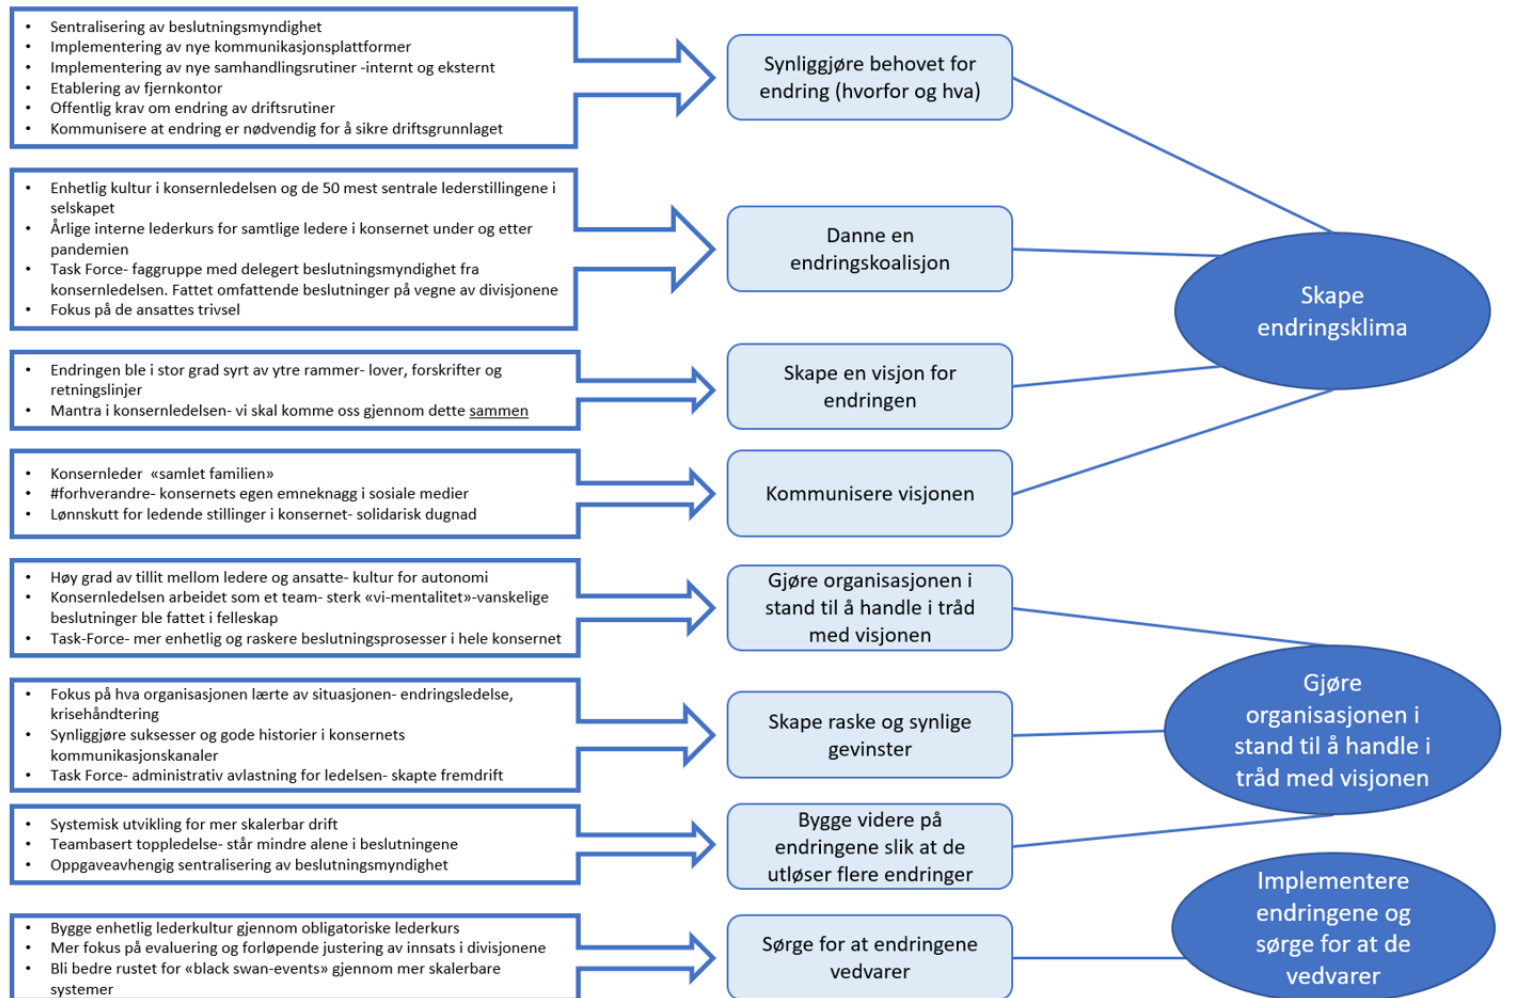 • Sentralisering av beslutningsmyndighet
• Implementering av nye kommunikasjonsplattformer
• Implementering av nye samhandlingsrutiner -internt og eksternt
• Etablering av fjernkontor
• Offentlig krav om endring av driftsrutiner
• Kommunisere at endring er nødvendig for å sikre driftsgrunnlaget
Synliggjøre behovet for
endring (hvorfor og hva)
• Enhetlig kultur i konsernledelsen og de 50 mest sentrale lederstillingene i
selskapet
• Årlige interne lederkurs for samtlige ledere i konsernet under og etter
pandemien
• Task Force- faggruppe med delegert beslutningsmyndighet fra
konsernledelsen. Fattet omfattende beslutninger på vegne av divisjonene
• Fokus på de ansattes trivsel
Danne en
endringskoalisjon
Skape
endringsklima
• Endringen ble i stor grad syrt av ytre rammer- lover, forskrifter og
retningslinjer
• Mantra i konsernledelsen- vi skal komme oss gjennom dette sammen
Skape en visjon for
endringen
• Konsernleder «samlet familien»
• #forhverandre- konsernets egen emneknagg i sosiale medier
• Lønnskutt for ledende stillinger i konsernet- solidarisk dugnad
Kommunisere visjonen
• Høy grad av tillit mellom ledere og ansatte- kultur for autonomi
• Konsernledelsen arbeidet som et team- sterk «vi-mentalitet»-vanskelige
beslutninger ble fattet i felleskap
• Task-Force- mer enhetlig og raskere beslutningsprosesser i hele konsernet
Gjøre organisasjonen i
stand til å handle i tråd
med visjonen
• Fokus på hva organisasjonen lærte av situasjonen- endringsledelse,
krisehåndtering
• Synliggjøre suksesser og gode historier i konsernets
kommunikasjonskanaler
• Task Force- administrativ avlastning for ledelsen- skapte fremdrift
Skape raske og synlige
gevinster
Gjøre
organisasjonen i
stand til å handle i
tråd med visjonen
• Systemisk utvikling for mer skalerbar drift
• Teambasert toppledelse- står mindre alene i beslutningene
• Oppgaveavhengig sentralisering av beslutningsmyndighet
Bygge videre på
endringene slik at de
utløser flere endringer
• Bygge enhetlig lederkultur gjennom obligatoriske lederkurs
• Mer fokus på evaluering og forløpende justering av innsats i divisjonene
• Bli bedre rustet for «black swan-events» gjennom mer skalerbare
systemer
Sørge for at endringene
vedvarer
Implementere
endringene og
sørge for at de
vedvarer